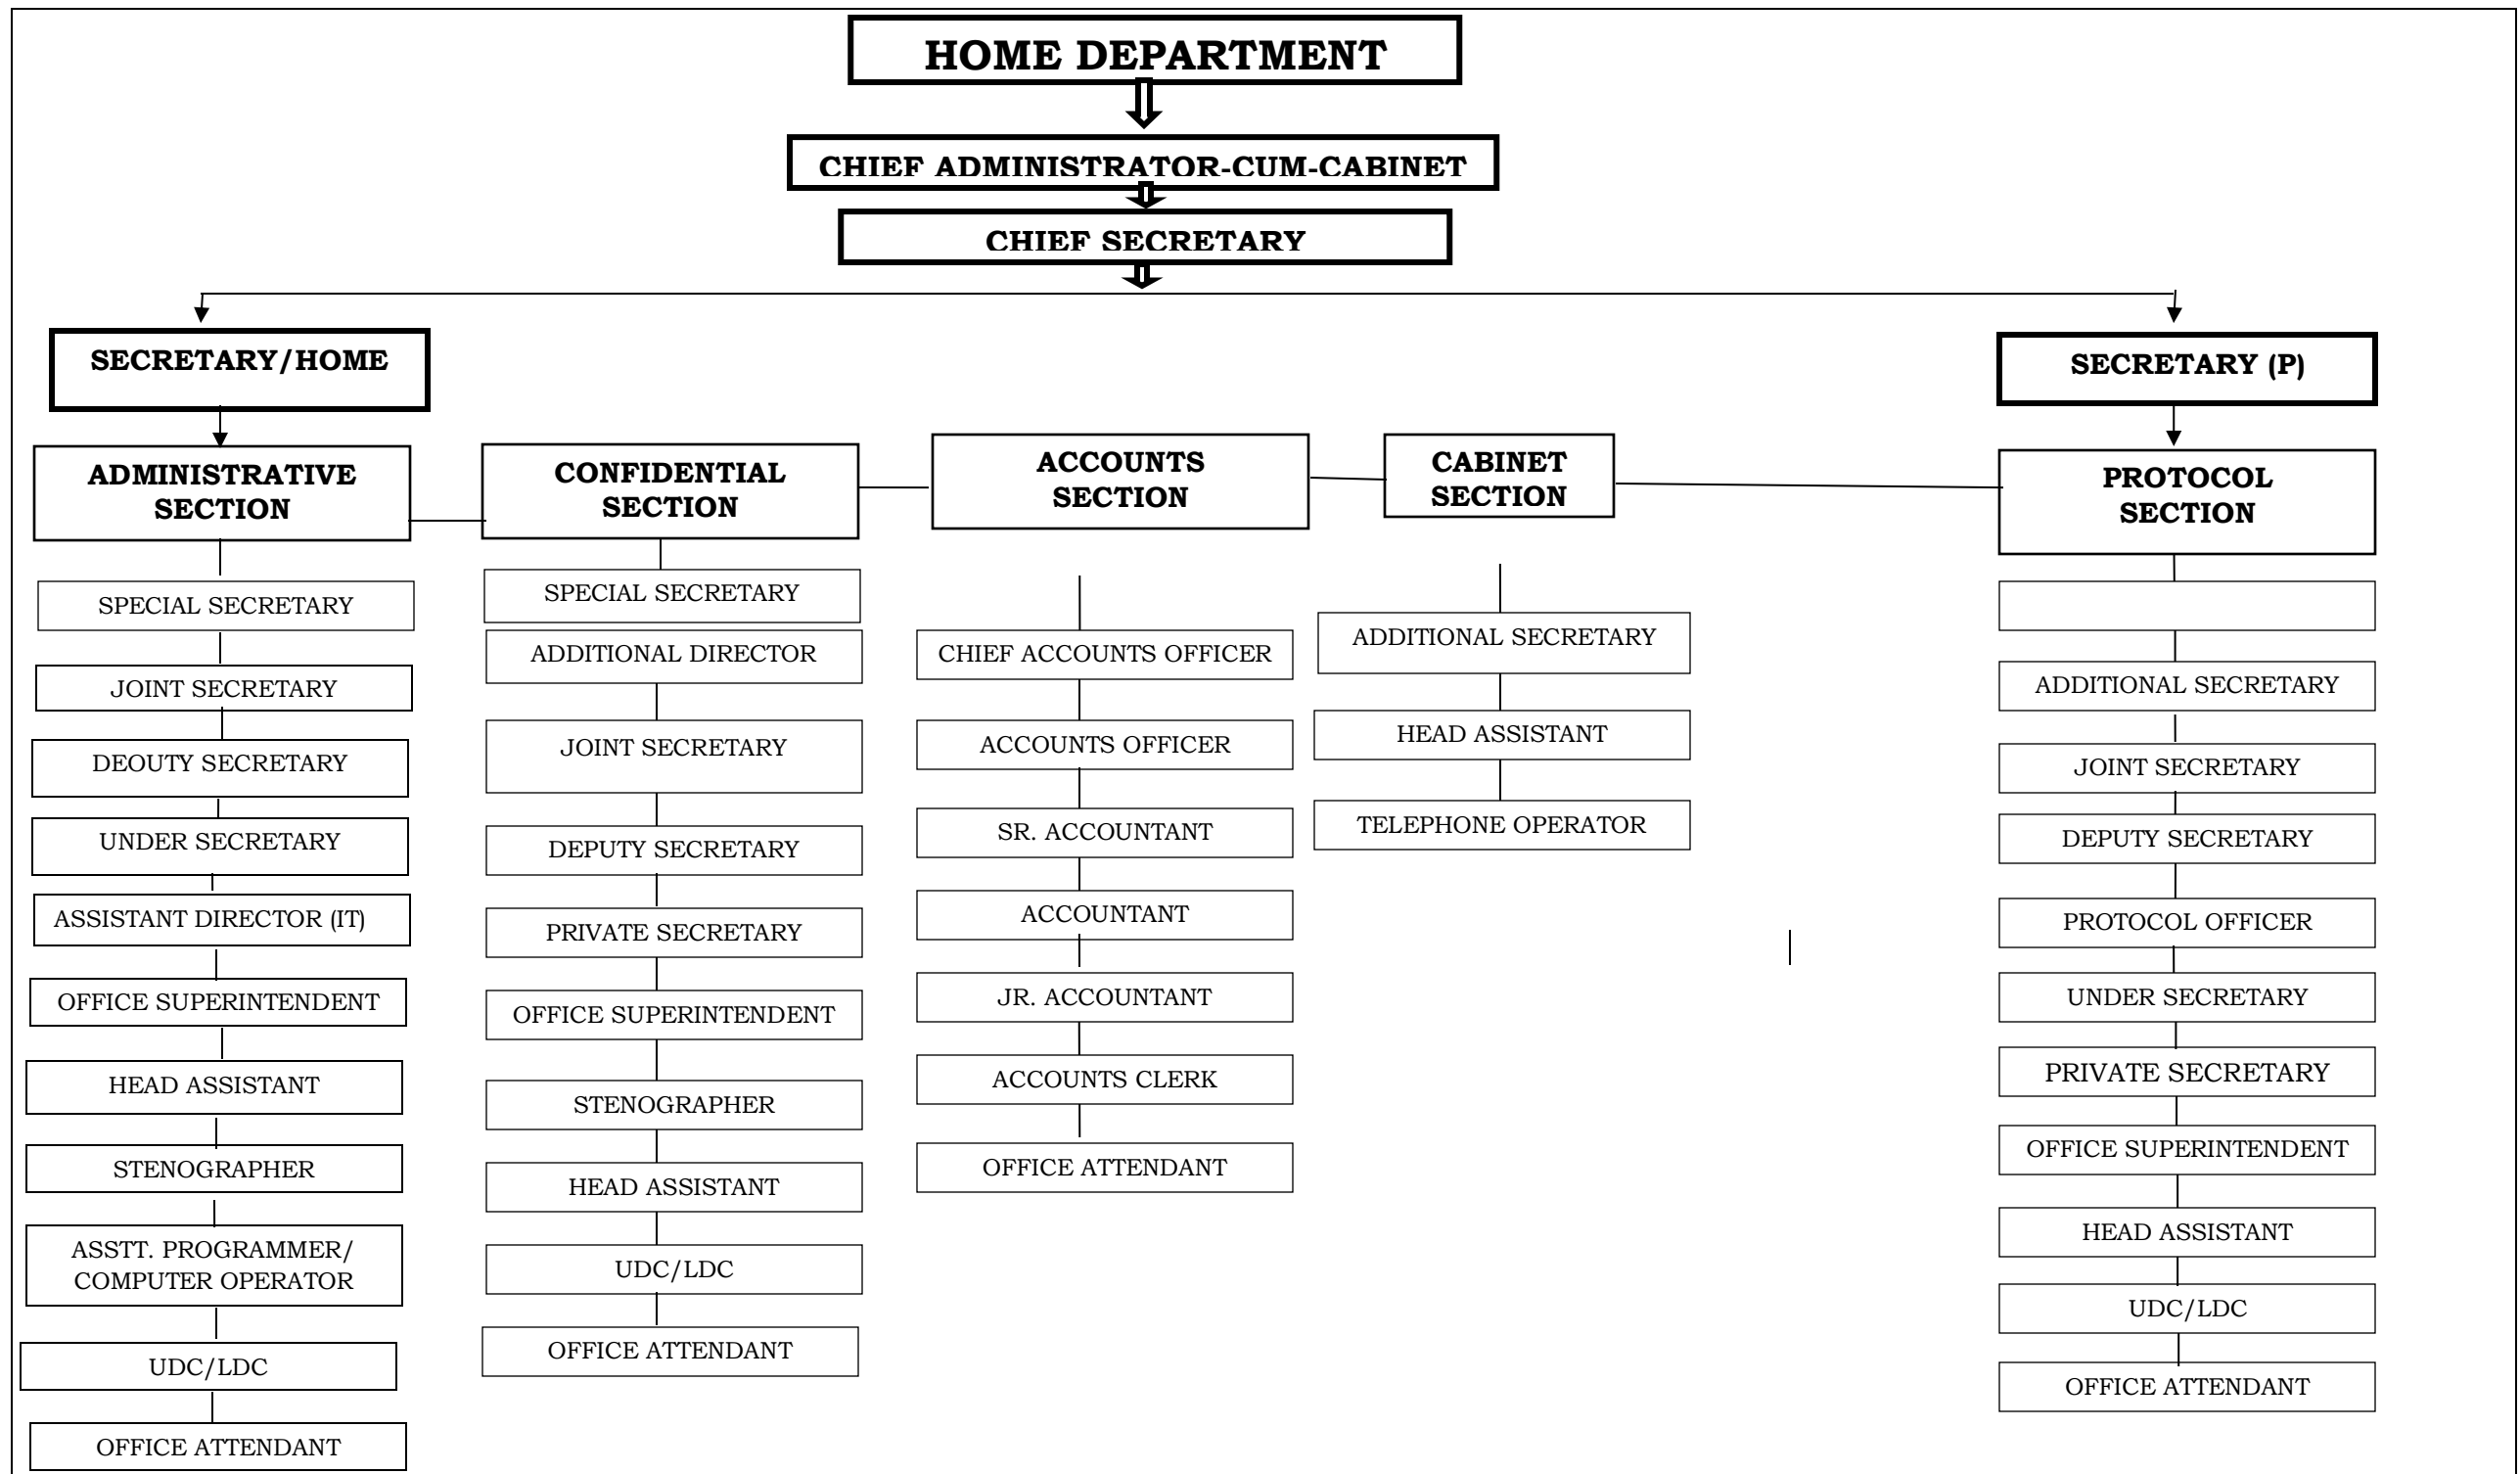 HOME DEPARTMENT
CHIEF ADMINISTRATOR-CUM-CABINET
CHIEF SECRETARY
SECRETARY/HOME
SECRETARY (P)
ADMINISTRATIVE
SECTION
CONFIDENTIAL
SECTION
ACCOUNTS
SECTION
CABINET
SECTION
PROTOCOL
SECTION
SPECIAL SECRETARY
JOINT SECRETARY
DEOUTY SECRETARY
UNDER SECRETARY
ASSISTANT DIRECTOR (IT)
OFFICE SUPERINTENDENT
HEAD ASSISTANT
STENOGRAPHER
ASSTT. PROGRAMMER/
COMPUTER OPERATOR
UDC/LDC
OFFICE ATTENDANT
SPECIAL SECRETARY
ADDITIONAL DIRECTOR
JOINT SECRETARY
DEPUTY SECRETARY
PRIVATE SECRETARY
OFFICE SUPERINTENDENT
STENOGRAPHER
HEAD ASSISTANT
UDC/LDC
OFFICE ATTENDANT
CHIEF ACCOUNTS OFFICER
ACCOUNTS OFFICER
SR. ACCOUNTANT
ACCOUNTANT
JR. ACCOUNTANT
ACCOUNTS CLERK
OFFICE ATTENDANT
ADDITIONAL SECRETARY
HEAD ASSISTANT
TELEPHONE OPERATOR
ADDITIONAL SECRETARY
JOINT SECRETARY
DEPUTY SECRETARY
PROTOCOL OFFICER
UNDER SECRETARY
PRIVATE SECRETARY
OFFICE SUPERINTENDENT
HEAD ASSISTANT
UDC/LDC
OFFICE ATTENDANT